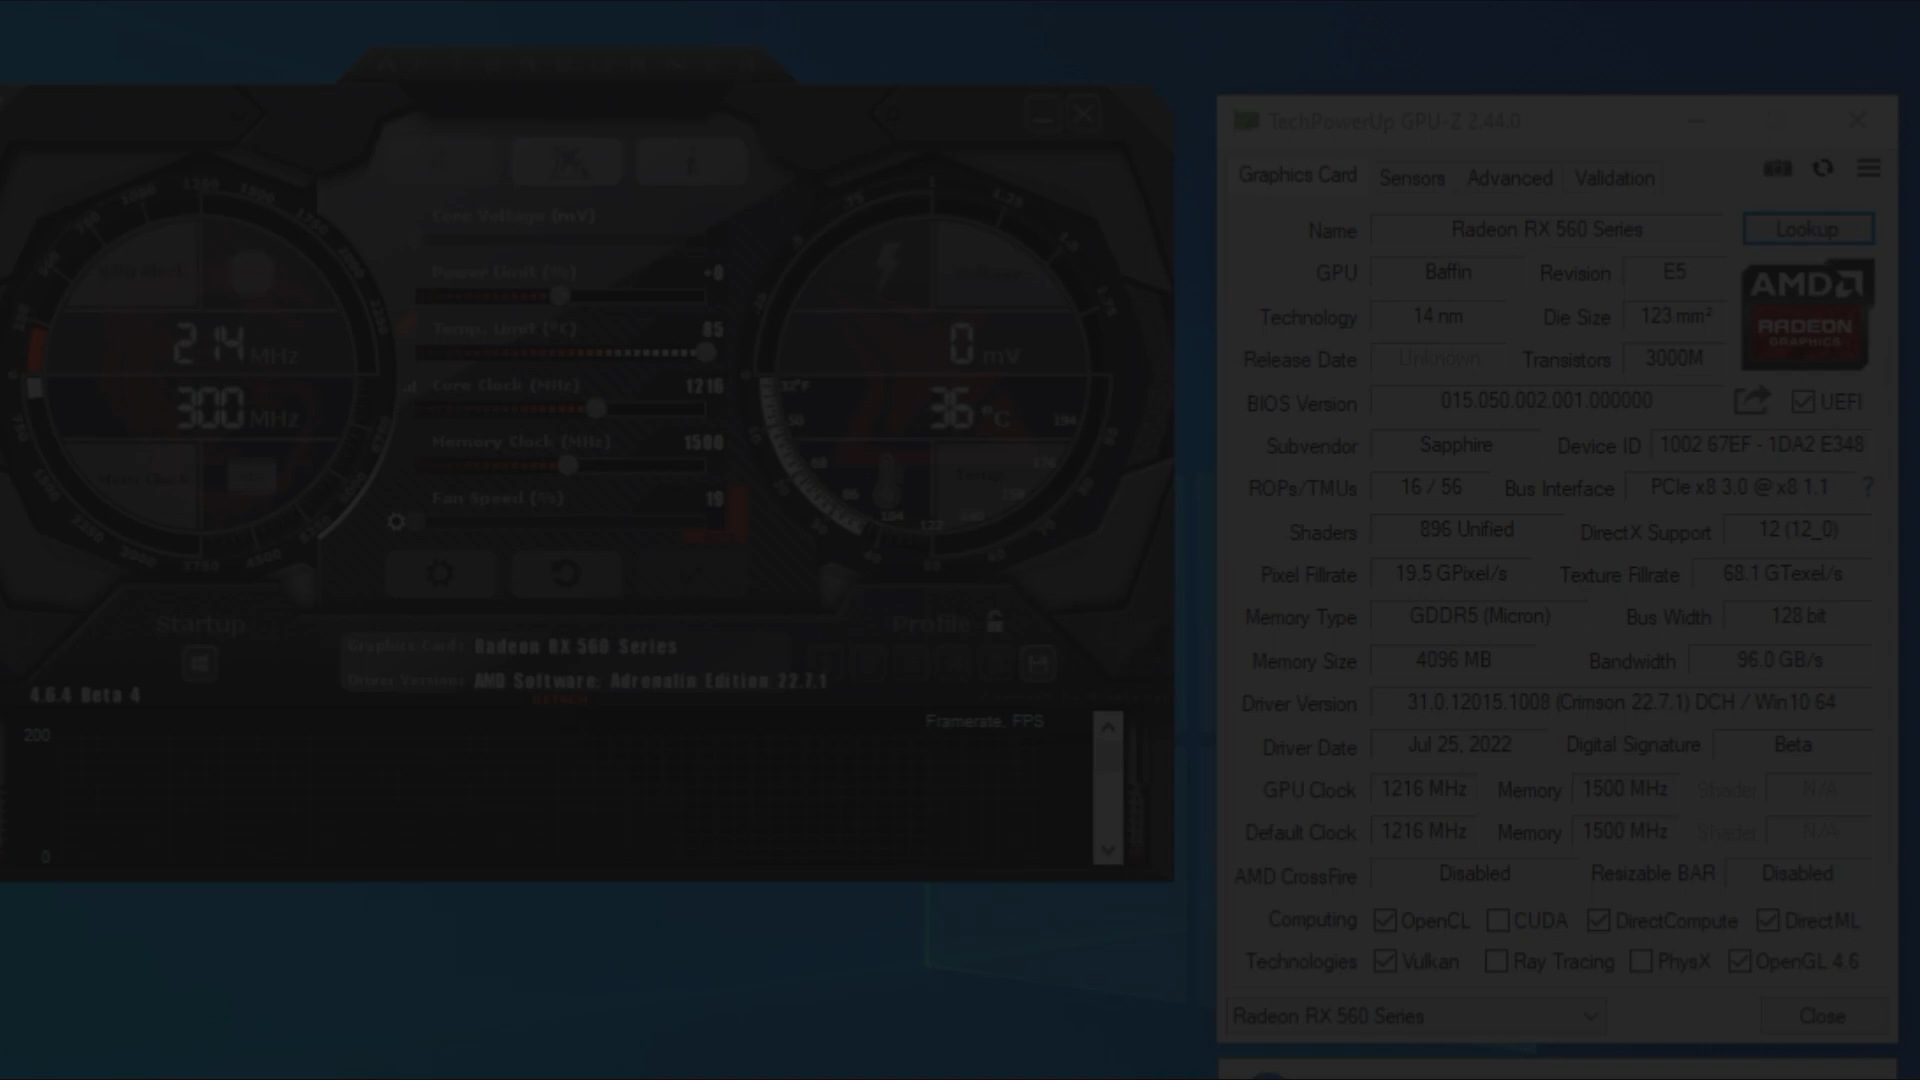 Core Voltage (mV)
Power Limit (%) +0
Temp. Limit (°C) 85
Core Clock (MHz) 1216
Memory Clock (MHz) 1500
Fan Speed (%) 19
214 MHz
300 MHz
0 mV
36 °C
Startup
Profile
Graphics Card: Radeon RX 560 Series
Driver Version: AMD Software: Adrenalin Edition 22.7.1
4.6.4 Beta 4
DETACH
Framerate, FPS
200
0
TechPowerUp GPU-Z 2.44.0
Graphics Card Sensors Advanced Validation
Name Radeon RX 560 Series Lookup
GPU Baffin Revision E5
AMD
RADEON
GRAPHICS
Technology 14 nm Die Size 123 mm²
Release Date Unknown Transistors 3000M
BIOS Version 015.050.002.001.000000 UEFI
Subvendor Sapphire Device ID 1002 67EF - 1DA2 E348
ROPs/TMUs 16 / 56 Bus Interface PCIe x8 3.0 @ x8 1.1 ?
Shaders 896 Unified DirectX Support 12 (12_0)
Pixel Fillrate 19.5 GPixel/s Texture Fillrate 68.1 GTexel/s
Memory Type GDDR5 (Micron) Bus Width 128 bit
Memory Size 4096 MB Bandwidth 96.0 GB/s
Driver Version 31.0.12015.1008 (Crimson 22.7.1) DCH / Win10 64
Driver Date Jul 25, 2022 Digital Signature Beta
GPU Clock 1216 MHz Memory 1500 MHz Shader N/A
Default Clock 1216 MHz Memory 1500 MHz Shader N/A
AMD CrossFire Disabled Resizable BAR Disabled
Computing OpenCL CUDA DirectCompute DirectML
Technologies Vulkan Ray Tracing PhysX OpenGL 4.6
Radeon RX 560 Series Close